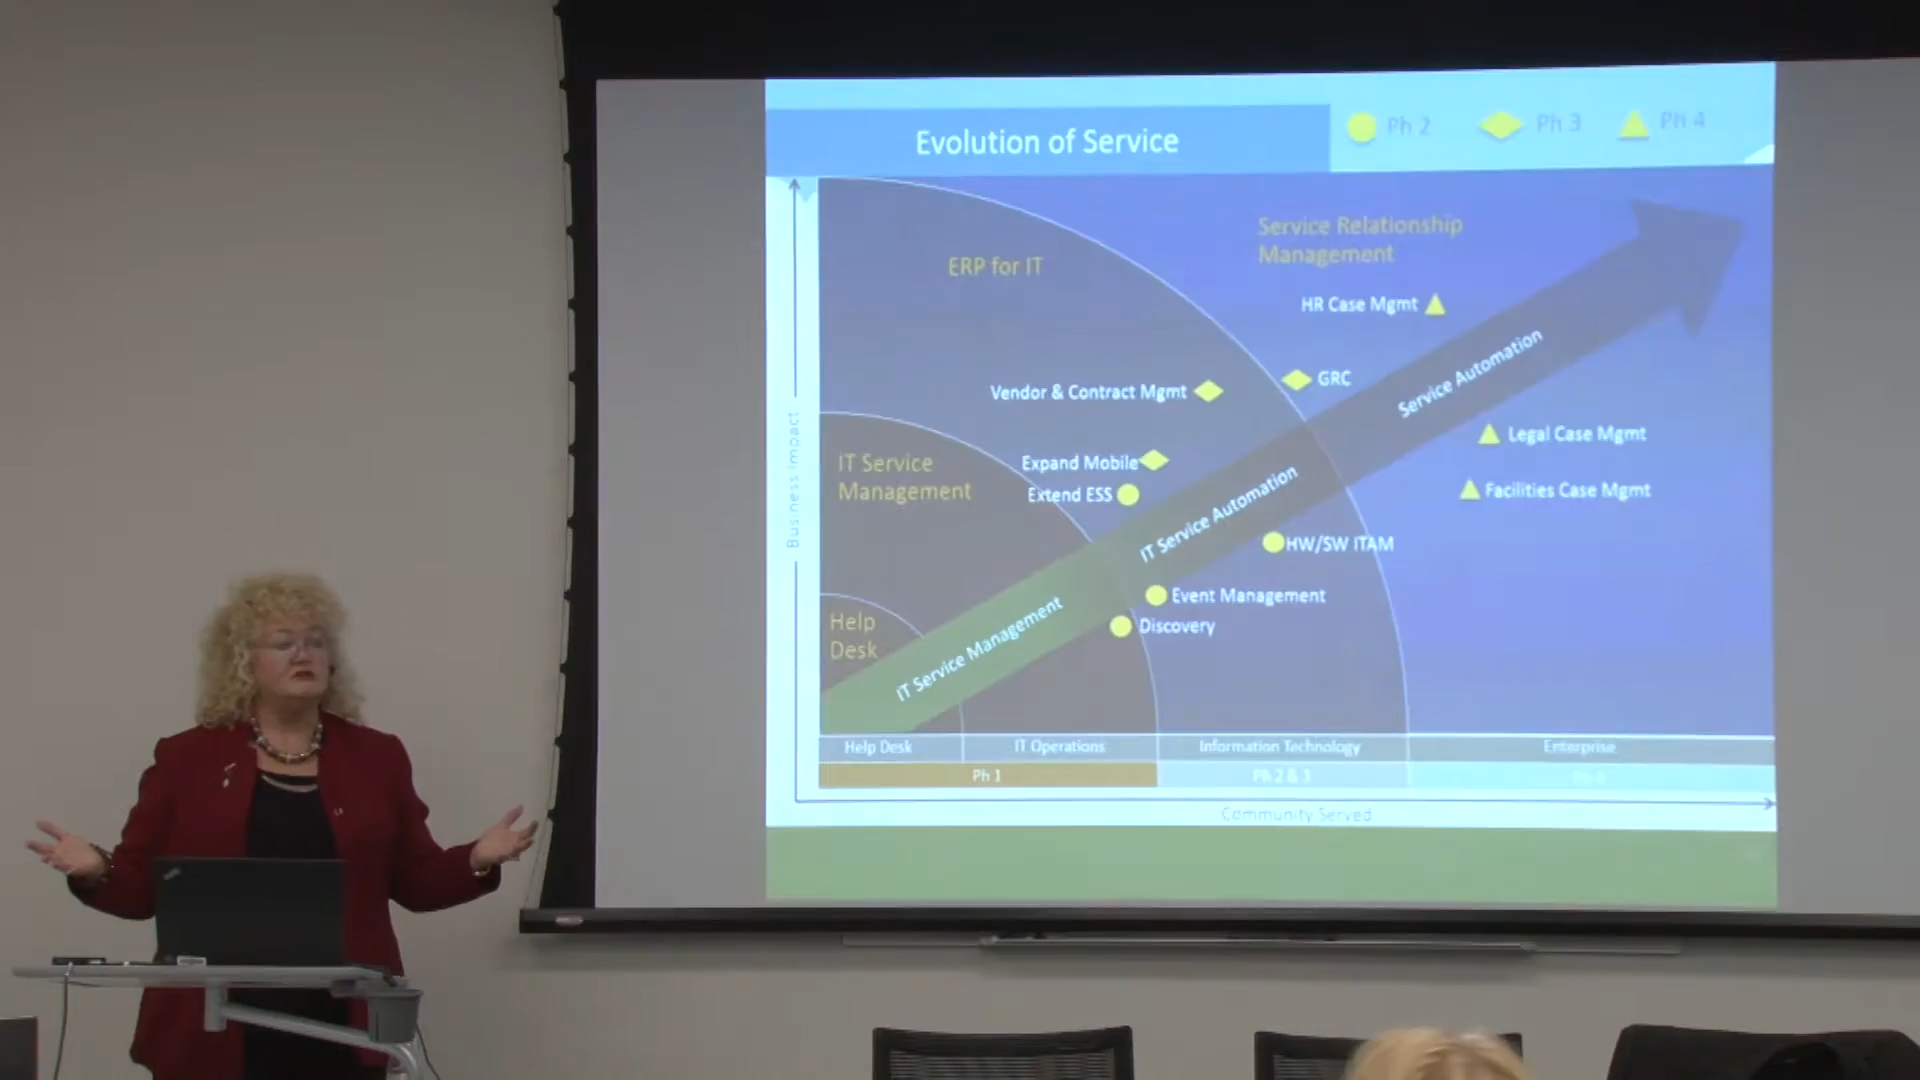 Evolution of Service
Ph 2
Ph 3
Ph 4
Service Relationship
Management
ERP for IT
HR Case Mgmt
Service Automation
GRC
Vendor & Contract Mgmt
Legal Case Mgmt
IT Service
Management
Expand Mobile
Extend ESS
IT Service Automation
Facilities Case Mgmt
HW/SW ITAM
Event Management
Discovery
Help
Desk
IT Service Management
Business Impact
Help Desk
IT Operations
Information Technology
Enterprise
Ph 1
Ph 2 & 3
Community Served